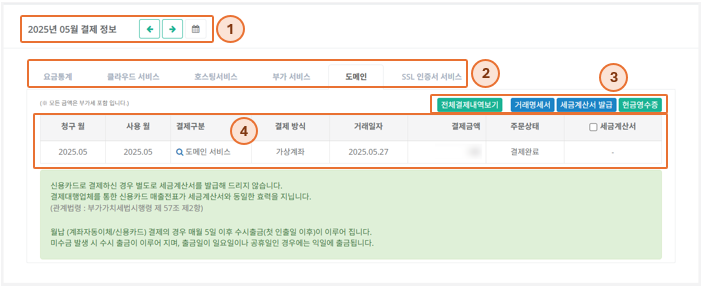 2025년 05월 결제 정보
1
요금통계 클라우드 서비스 호스팅서비스 부가 서비스 도메인 SSL 인증서 서비스
2
3
(※ 모든 금액은 부가세 포함 입니다.)
전체결제내역보기 거래명세서 세금계산서 발급 현금영수증
청구 월 사용 월 결제구분 결제 방식 거래일자 결제금액 주문상태 세금계산서
4
2025.05 2025.05 도메인 서비스 가상계좌 2025.05.27 결제완료 -
신용카드로 결제하신 경우 별도로 세금계산서를 발급해 드리지 않습니다.
결제대행업체를 통한 신용카드 매출전표가 세금계산서와 동일한 효력을 지닙니다.
(관계법령 : 부가가치세법시행령 제 57조 제2항)
월납 (계좌자동이체/신용카드) 결제의 경우 매월 5일 이후 수시출금(첫 인출일 이후)이 이루어 집니다.
미수금 발생 시 수시 출금이 이루어 지며, 출금일이 일요일이나 공휴일인 경우에는 익일에 출금됩니다.